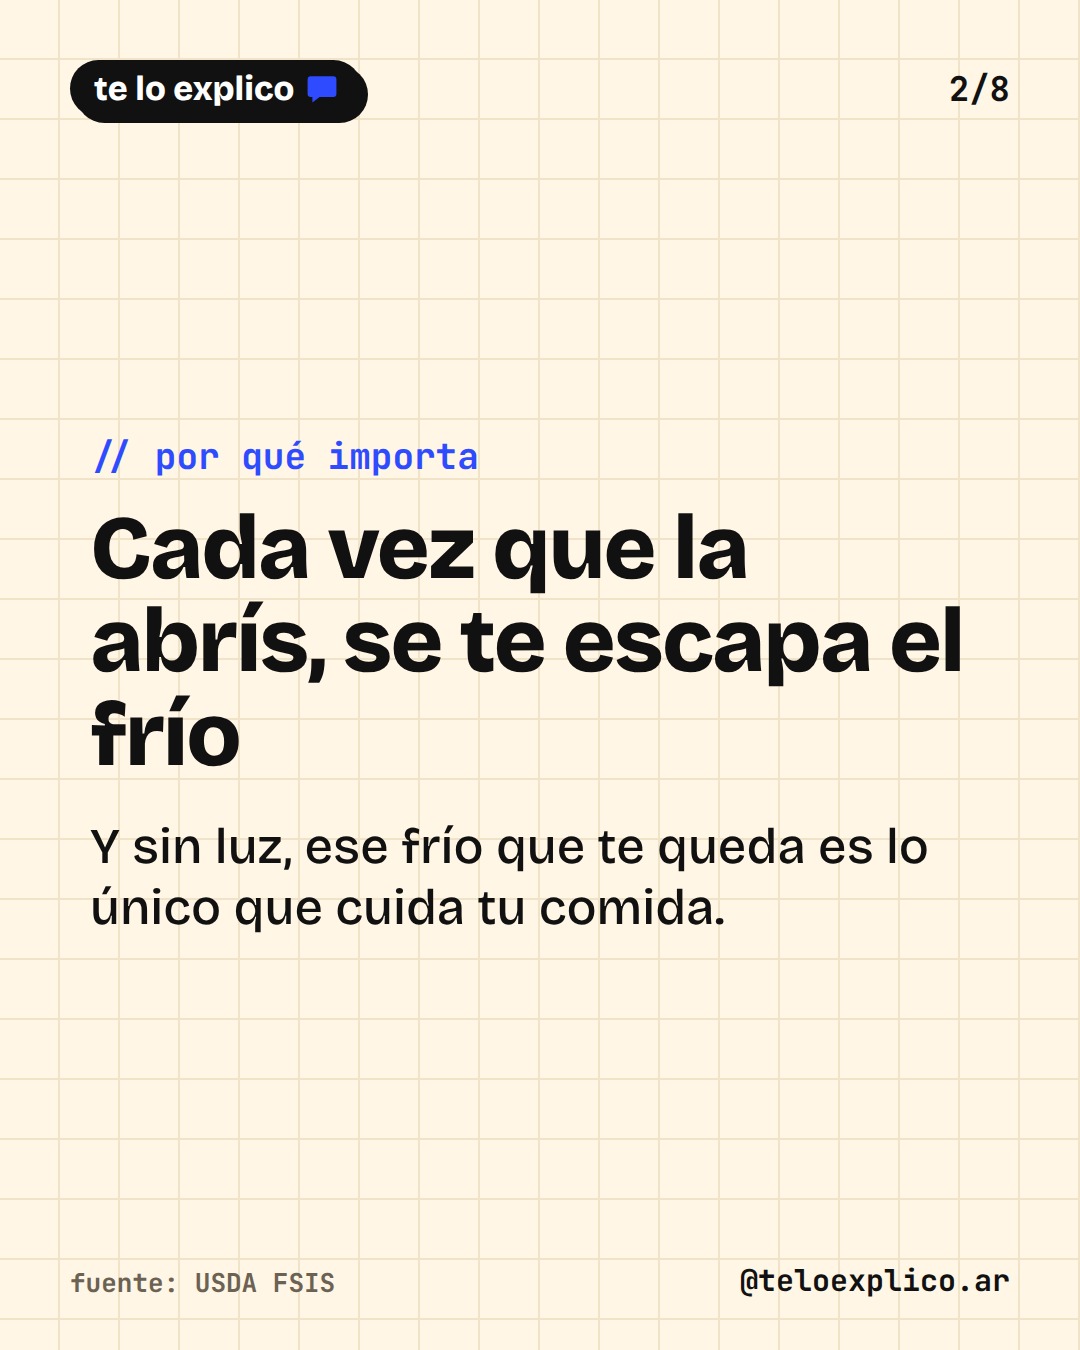 te lo explico
2/8
// por qué importa
Cada vez que la
abrís, se te escapa el
frío
Y sin luz, ese frío que te queda es lo
único que cuida tu comida.
fuente: USDA FSIS
@teloexplico.ar